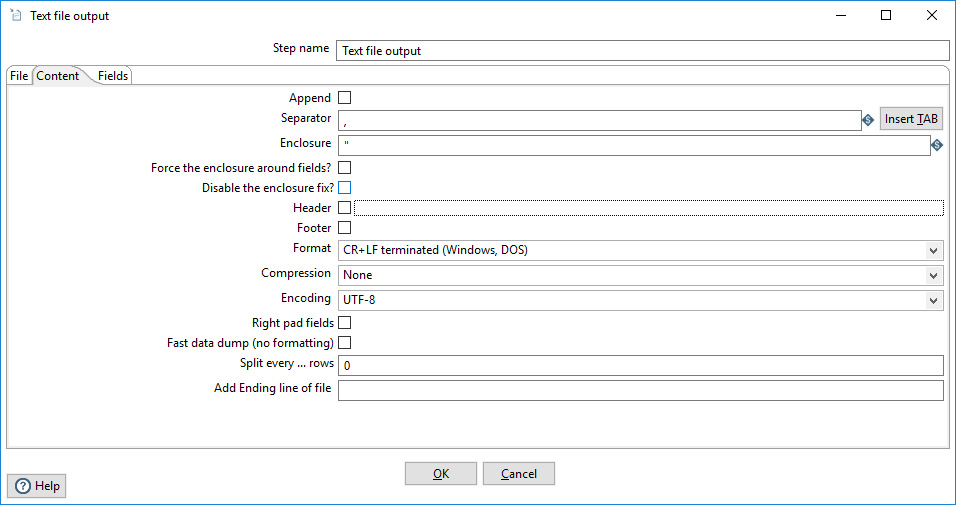 Text file output
Step name Text file output
File Content Fields
Append
Separator , Insert TAB
Enclosure "
Force the enclosure around fields?
Disable the enclosure fix?
Header
Footer
Format CR+LF terminated (Windows, DOS)
Compression None
Encoding UTF-8
Right pad fields
Fast data dump (no formatting)
Split every ... rows 0
Add Ending line of file
OK Cancel
Help